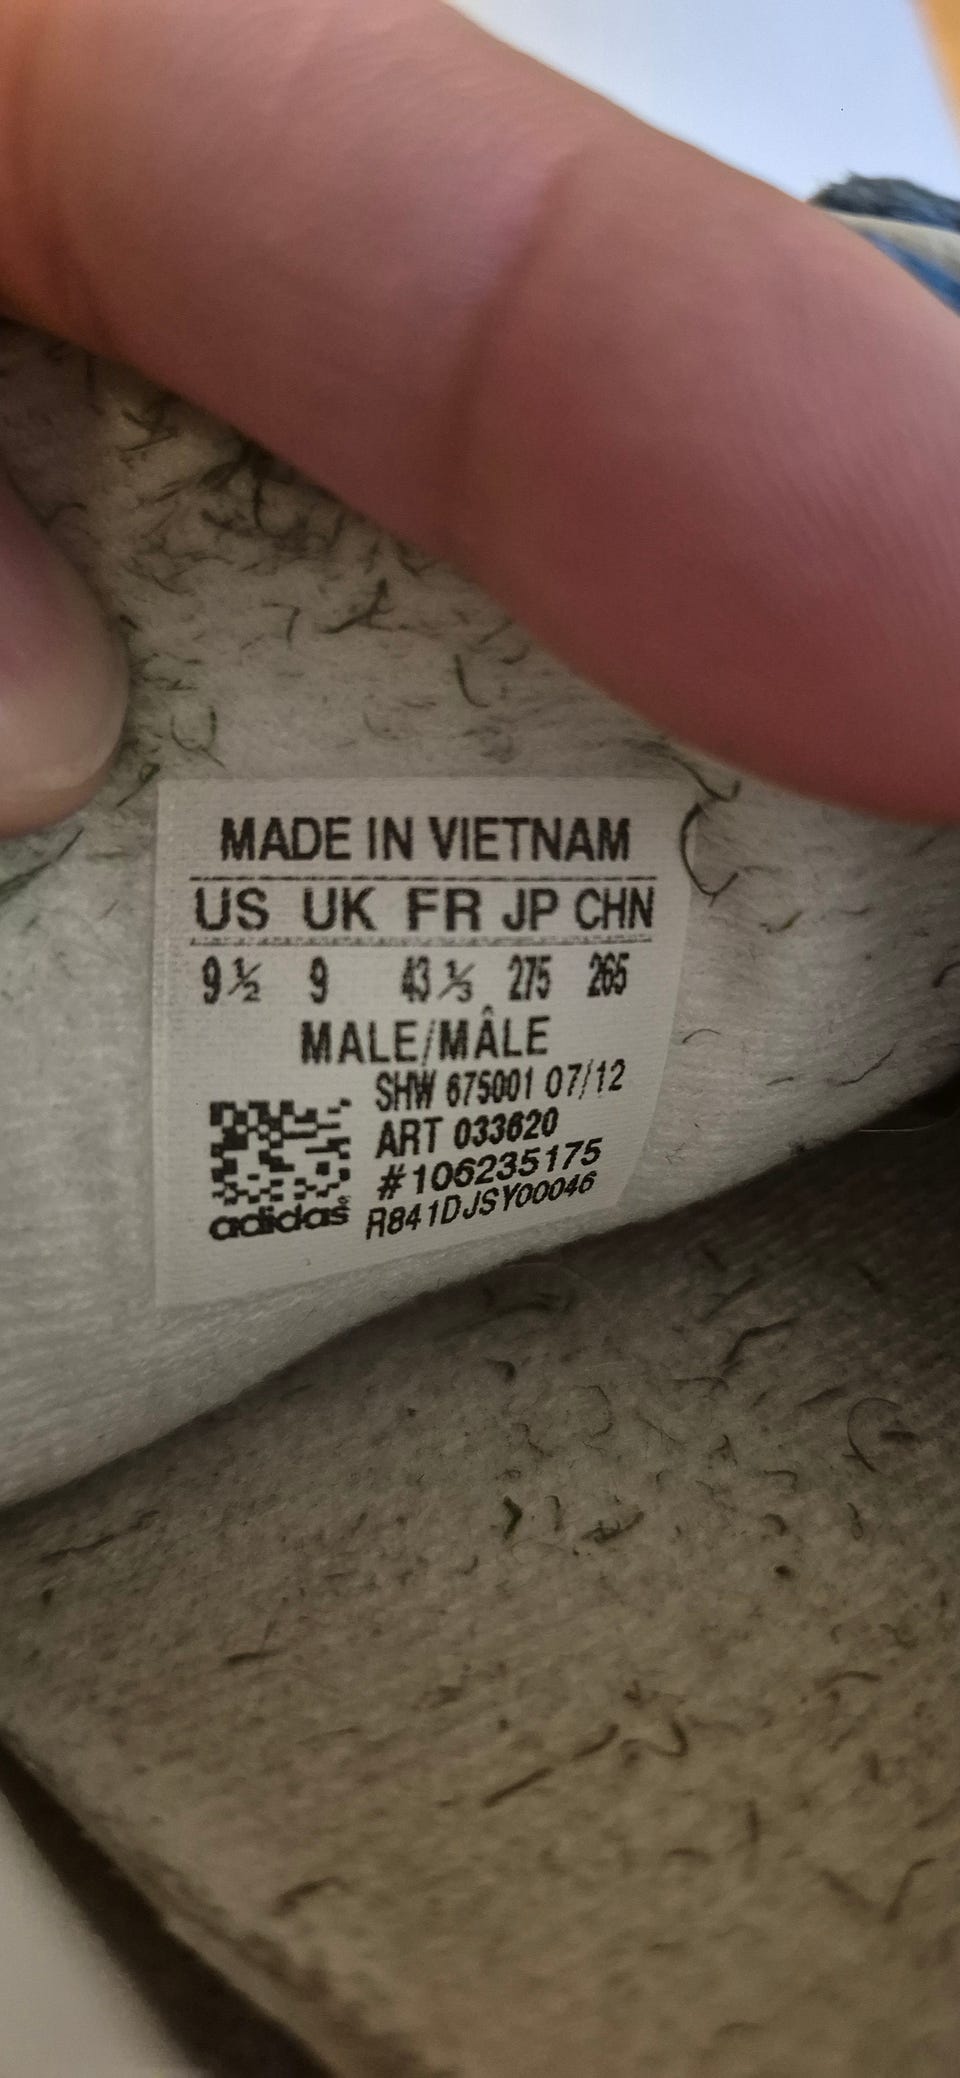 MADE IN VIETNAM
US UK FR JP CHN
9½ 9 43⅓ 275 265
MALE/MÂLE
SHW 675001 07/12
ART 033620
#106235175
R841DJSY00046
adidas